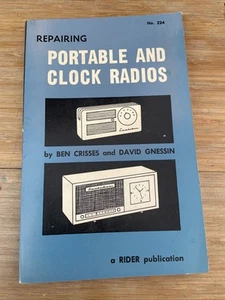 No. 224
REPAIRING
PORTABLE AND
CLOCK RADIOS
by BEN CRISSES and DAVID GNESSIN
a RIDER publication